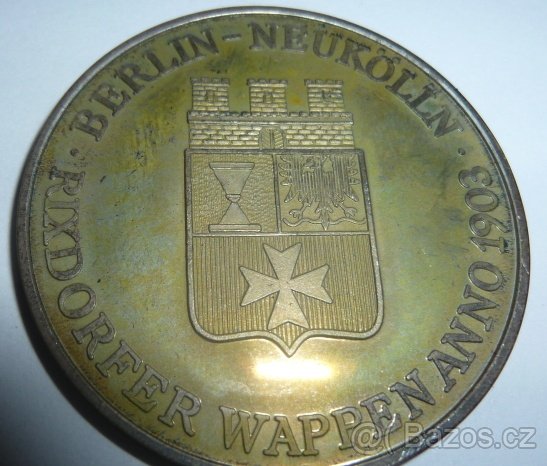 · BERLIN - NEUKÖLLN ·
RIXDORFER WAPPEN ANNO 1903
@( Bazos.cz